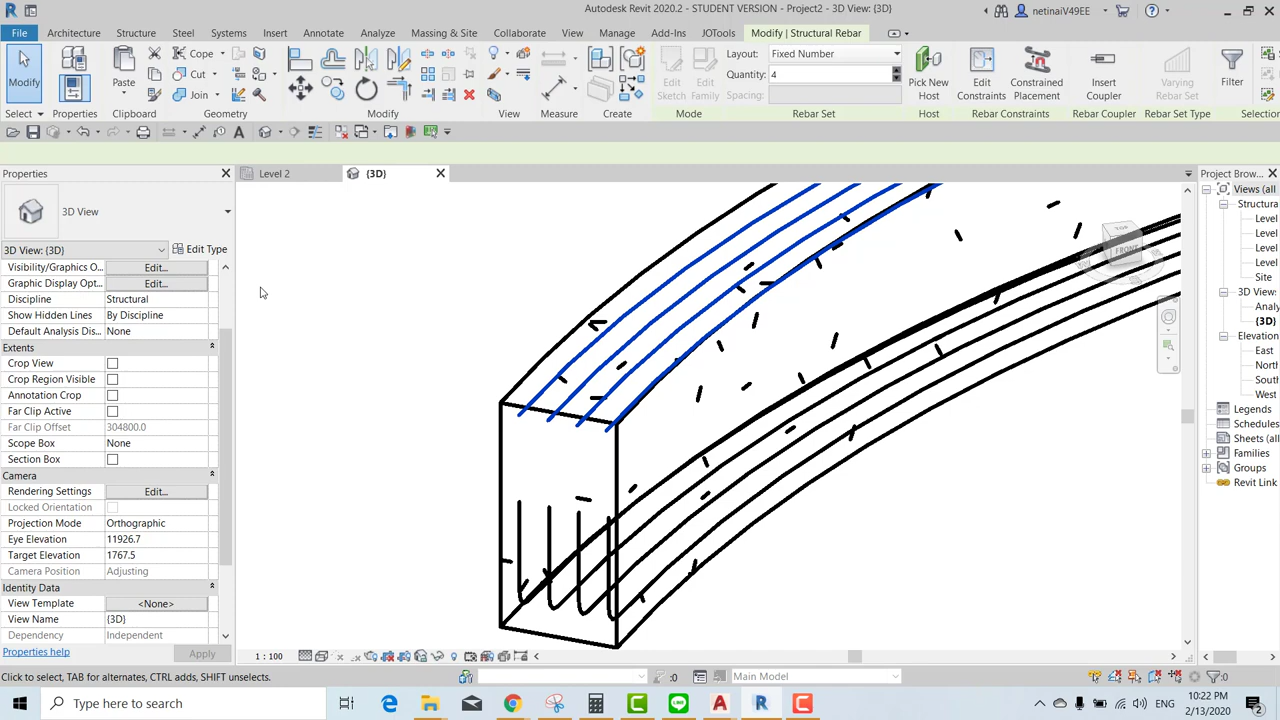 Autodesk Revit 2020.2 - STUDENT VERSION - Project2 - 3D View: {3D}
netinaiV49EE
File Architecture Structure Steel Systems Insert Annotate Analyze Massing & Site Collaborate View Manage Add-Ins JOTools Modify | Structural Rebar
Modify
Properties
Paste
Cope
Cut
Join
Layout: Fixed Number
Quantity: 4
Spacing:
Edit Sketch
Edit Family
Pick New Host
Edit Constraints
Constrained Placement
Insert Coupler
Varying Rebar Set
Filter
Select Properties Clipboard Geometry Modify View Measure Create Mode Rebar Set Host Rebar Constraints Rebar Coupler Rebar Set Type Selection
Properties
Level 2
{3D}
Project Brow...
3D View
3D View: {3D}
Edit Type
Visibility/Graphics O... Edit...
Graphic Display Opt... Edit...
Discipline Structural
Show Hidden Lines By Discipline
Default Analysis Dis... None
Extents
Crop View
Crop Region Visible
Annotation Crop
Far Clip Active
Far Clip Offset 304800.0
Scope Box None
Section Box
Camera
Rendering Settings Edit...
Locked Orientation
Projection Mode Orthographic
Eye Elevation 11926.7
Target Elevation 1767.5
Camera Position Adjusting
Identity Data
View Template <None>
View Name {3D}
Dependency Independent
Properties help
Apply
TOP
FRONT
Views (all
Structura
Level
Level
Level
Level
Site
3D View
Analy
{3D}
Elevation
East
North
South
West
Legends
Schedules
Sheets (all
Families
Groups
Revit Link
1 : 100
Click to select, TAB for alternates, CTRL adds, SHIFT unselects.
:0
Main Model
:0
Type here to search
ENG
10:22 PM
2/13/2020
2